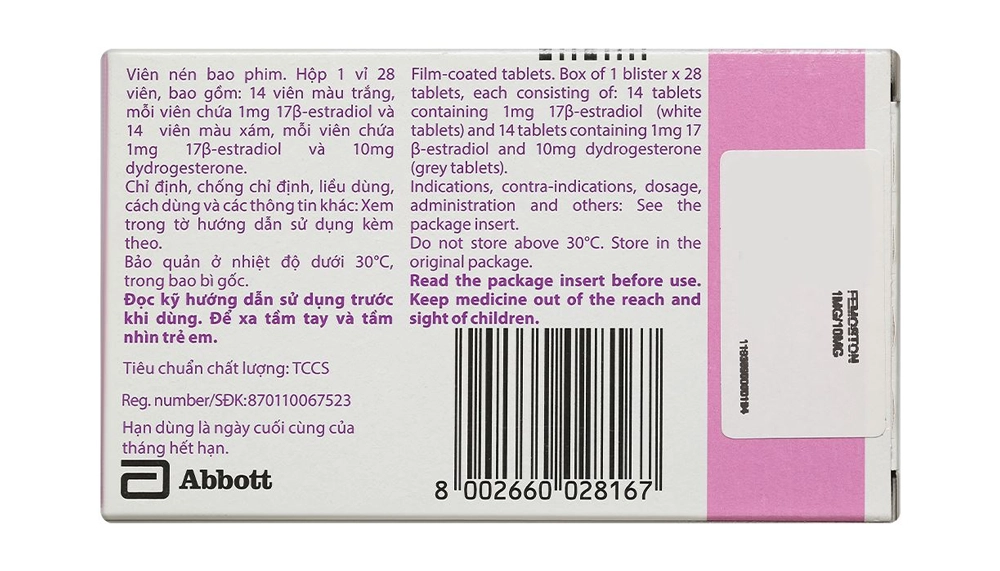 Viên nén bao phim. Hộp 1 vỉ 28
viên, bao gồm: 14 viên màu trắng,
mỗi viên chứa 1mg 17β-estradiol và
14 viên màu xám, mỗi viên chứa
1mg 17β-estradiol và 10mg
dydrogesterone.
Chỉ định, chống chỉ định, liều dùng,
cách dùng và các thông tin khác: Xem
trong tờ hướng dẫn sử dụng kèm
theo.
Bảo quản ở nhiệt độ dưới 30°C,
trong bao bì gốc.
Đọc kỹ hướng dẫn sử dụng trước
khi dùng. Để xa tầm tay và tầm
nhìn trẻ em.
Tiêu chuẩn chất lượng: TCCS
Reg. number/SĐK:870110067523
Hạn dùng là ngày cuối cùng của
tháng hết hạn.
Abbott
Film-coated tablets. Box of 1 blister x 28
tablets, each consisting of: 14 tablets
containing 1mg 17β-estradiol (white
tablets) and 14 tablets containing 1mg 17
β-estradiol and 10mg dydrogesterone
(grey tablets).
Indications, contra-indications, dosage,
administration and others: See the
package insert.
Do not store above 30°C. Store in the
original package.
Read the package insert before use.
Keep medicine out of the reach and
sight of children.
8 002660 028167
FEMOSTON
1MG/10MG